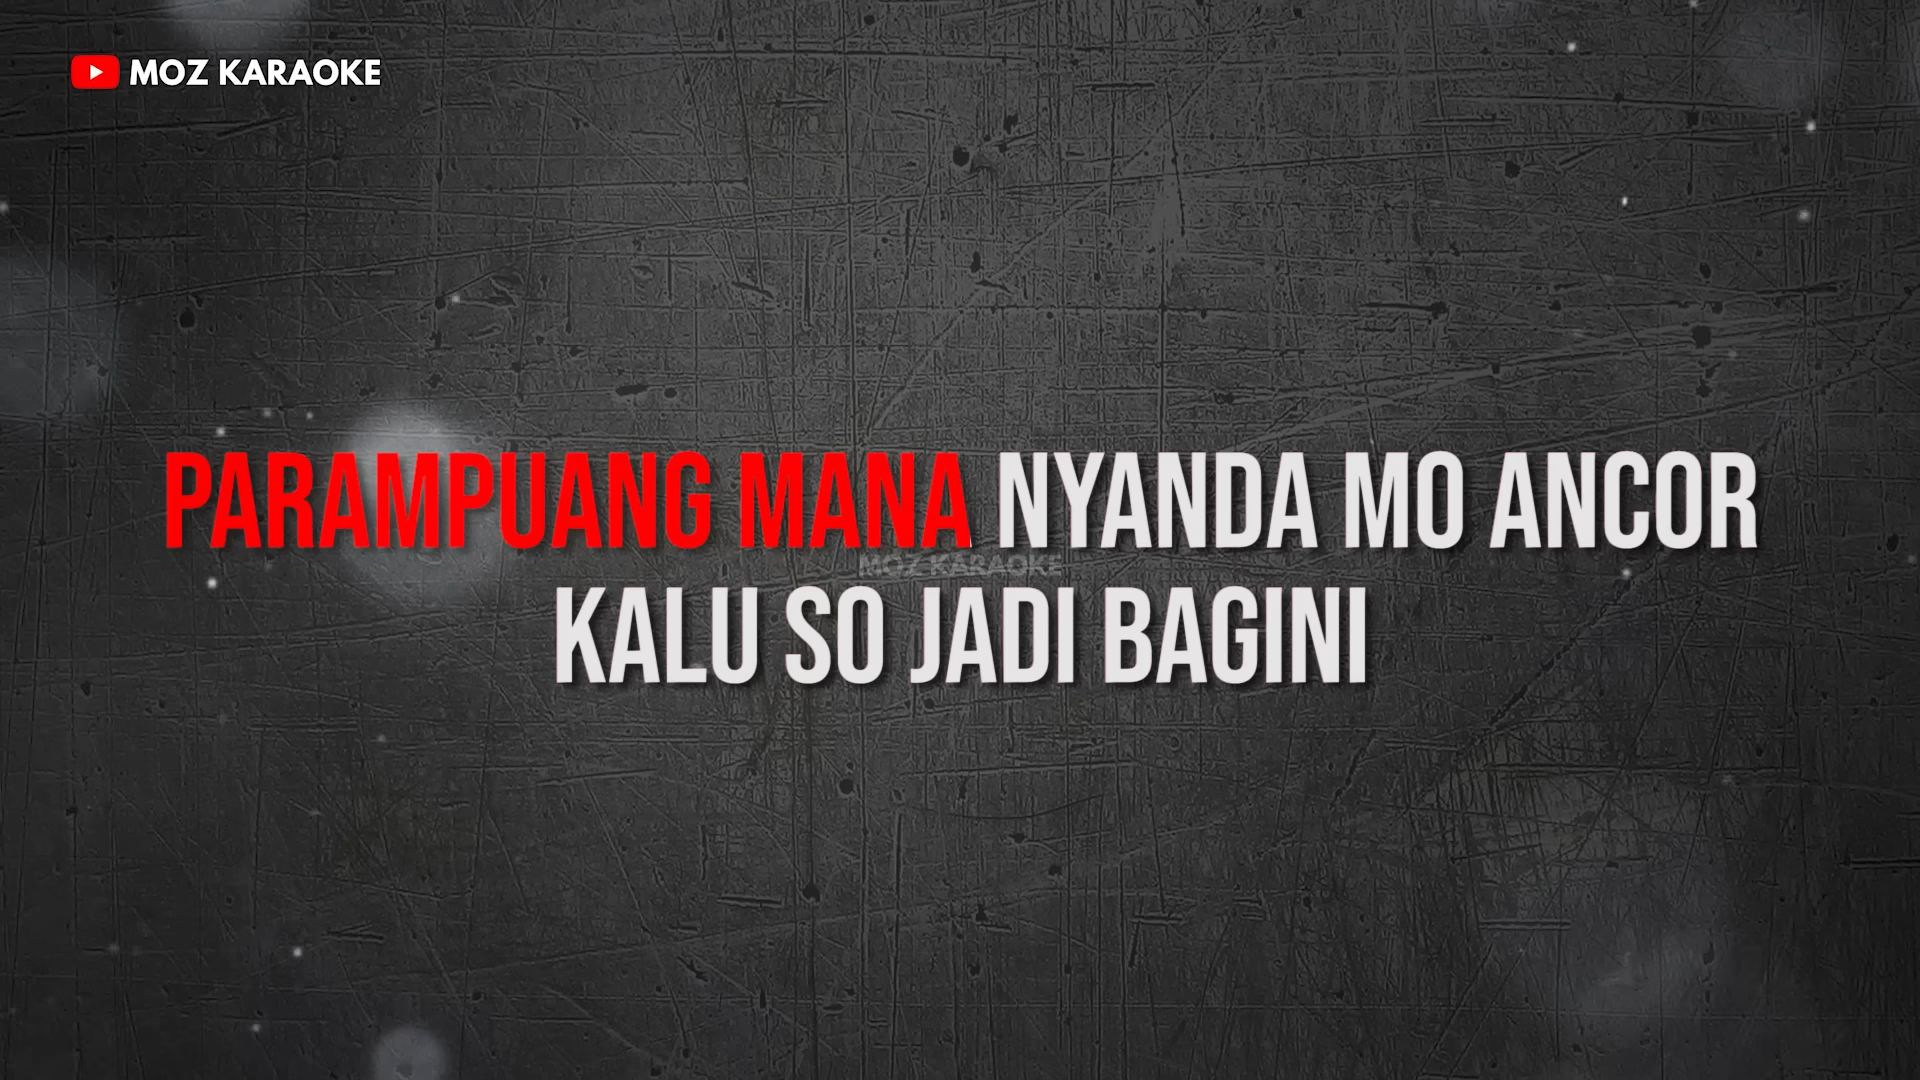 MOZ KARAOKE
PARAMPUANG MANA NYANDA MO ANCOR
MOZ KARAOKE
KALU SO JADI BAGINI